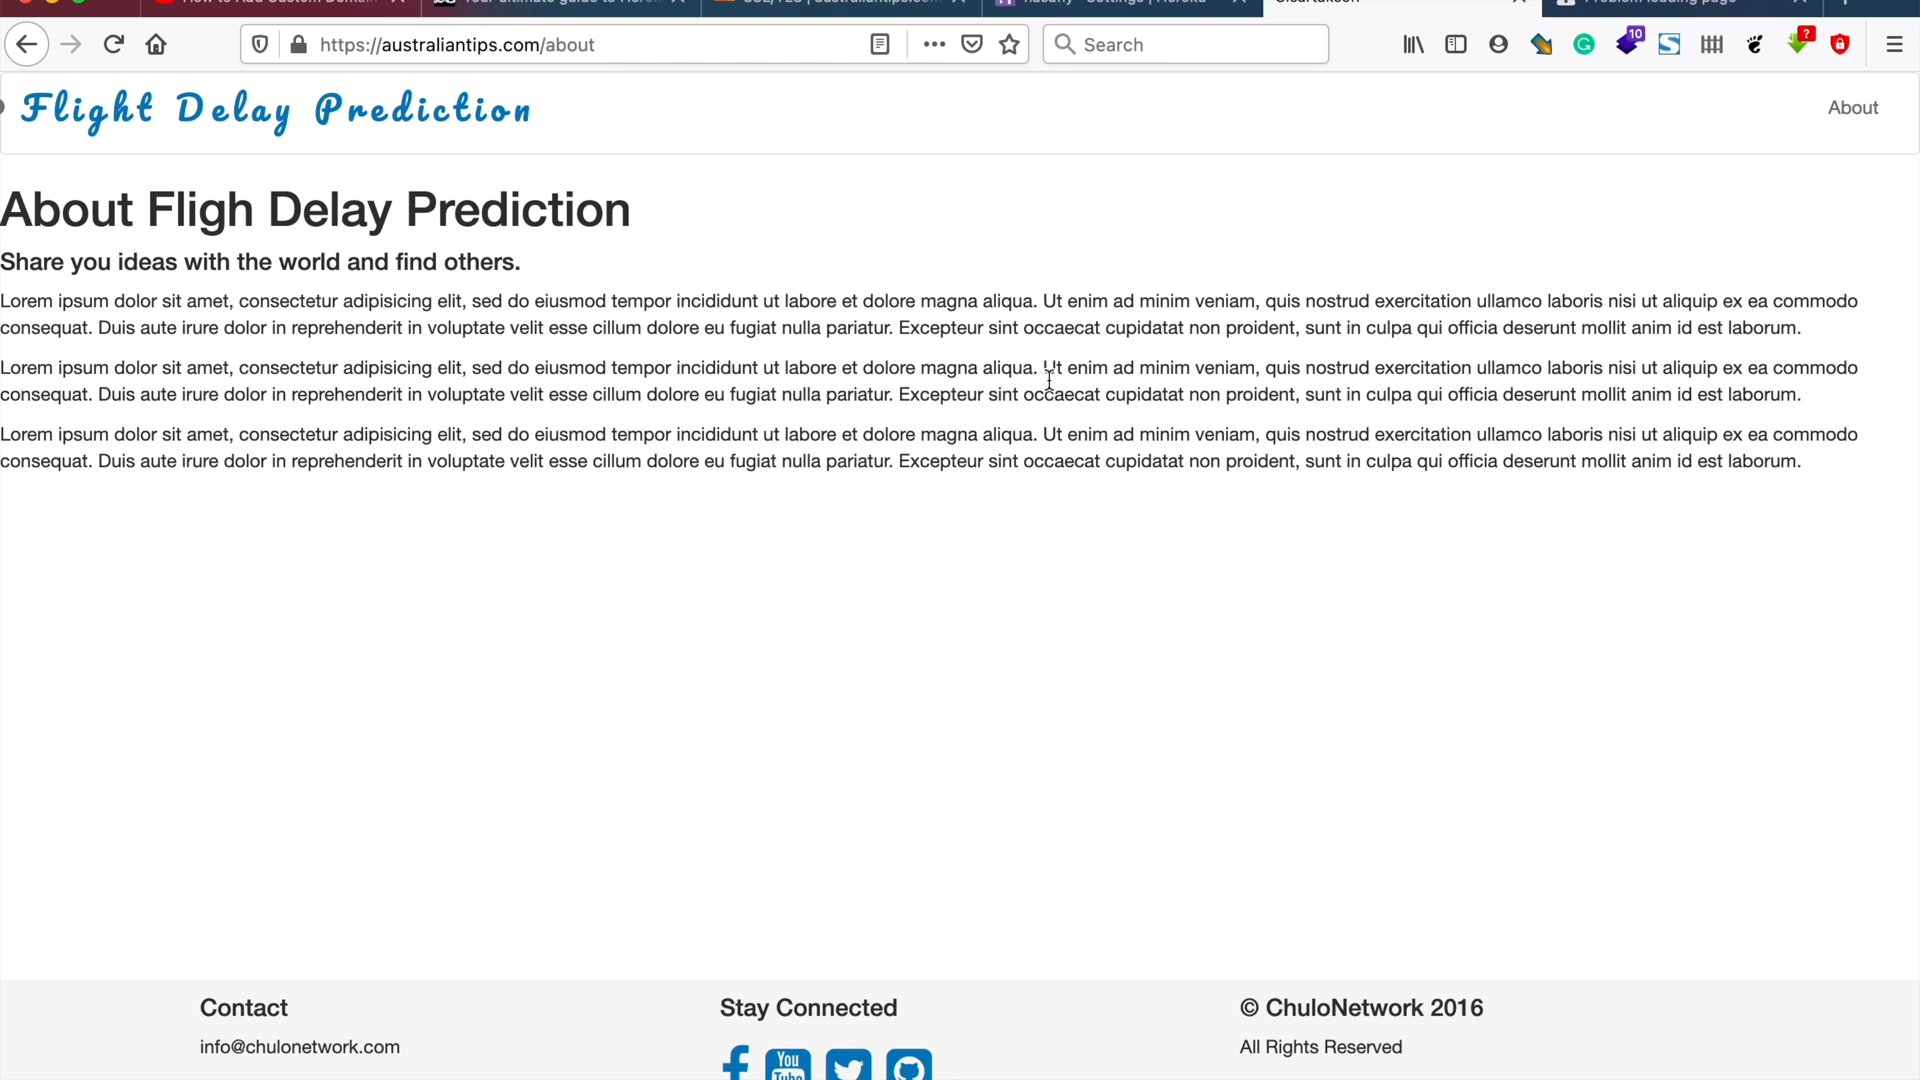 https://australiantips.com/about
Search
10
?
Flight Delay Prediction
About
About Fligh Delay Prediction
Share you ideas with the world and find others.
Lorem ipsum dolor sit amet, consectetur adipisicing elit, sed do eiusmod tempor incididunt ut labore et dolore magna aliqua. Ut enim ad minim veniam, quis nostrud exercitation ullamco laboris nisi ut aliquip ex ea commodo
consequat. Duis aute irure dolor in reprehenderit in voluptate velit esse cillum dolore eu fugiat nulla pariatur. Excepteur sint occaecat cupidatat non proident, sunt in culpa qui officia deserunt mollit anim id est laborum.
Lorem ipsum dolor sit amet, consectetur adipisicing elit, sed do eiusmod tempor incididunt ut labore et dolore magna aliqua. Ut enim ad minim veniam, quis nostrud exercitation ullamco laboris nisi ut aliquip ex ea commodo
consequat. Duis aute irure dolor in reprehenderit in voluptate velit esse cillum dolore eu fugiat nulla pariatur. Excepteur sint occaecat cupidatat non proident, sunt in culpa qui officia deserunt mollit anim id est laborum.
Lorem ipsum dolor sit amet, consectetur adipisicing elit, sed do eiusmod tempor incididunt ut labore et dolore magna aliqua. Ut enim ad minim veniam, quis nostrud exercitation ullamco laboris nisi ut aliquip ex ea commodo
consequat. Duis aute irure dolor in reprehenderit in voluptate velit esse cillum dolore eu fugiat nulla pariatur. Excepteur sint occaecat cupidatat non proident, sunt in culpa qui officia deserunt mollit anim id est laborum.
Contact
Stay Connected
© ChuloNetwork 2016
info@chulonetwork.com
You
All Rights Reserved